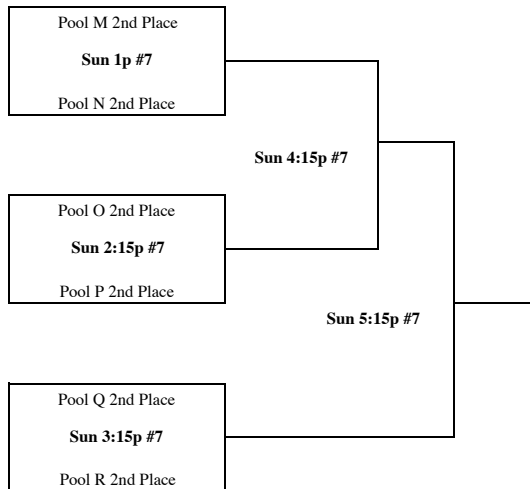 Pool M 2nd Place
Sun 1p #7
Pool N 2nd Place
Sun 4:15p #7
Pool O 2nd Place
Sun 2:15p #7
Pool P 2nd Place
Sun 5:15p #7
Pool Q 2nd Place
Sun 3:15p #7
Pool R 2nd Place